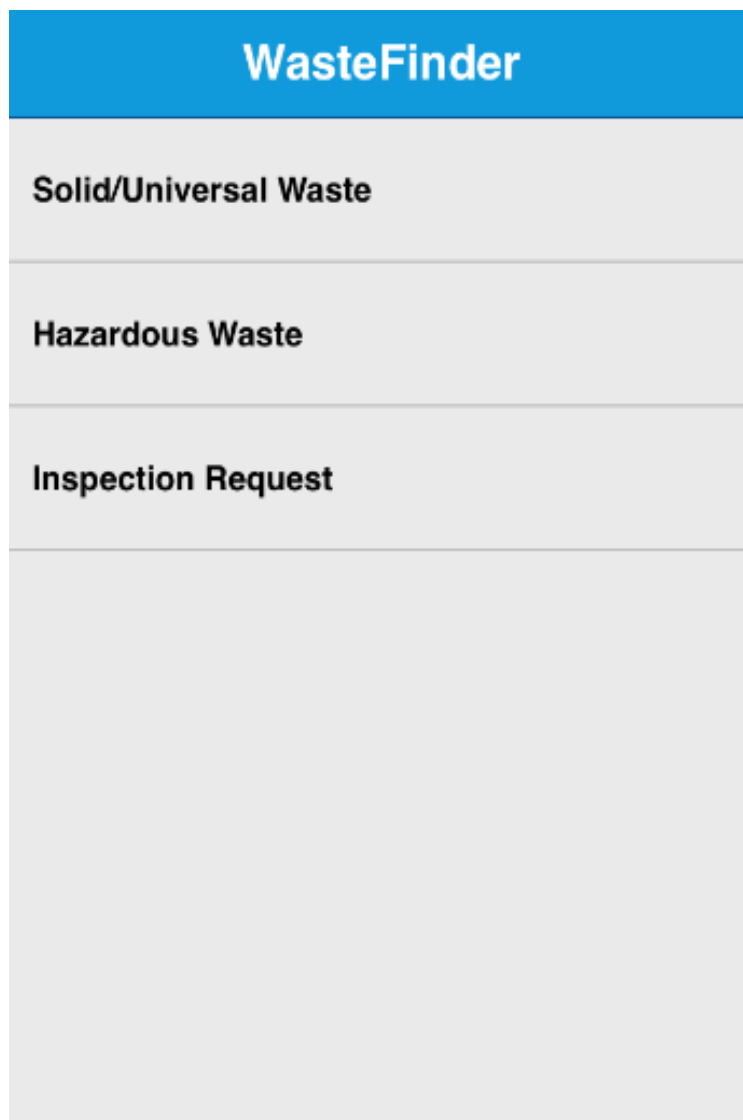 WasteFinder
Solid/Universal Waste
Hazardous Waste
Inspection Request